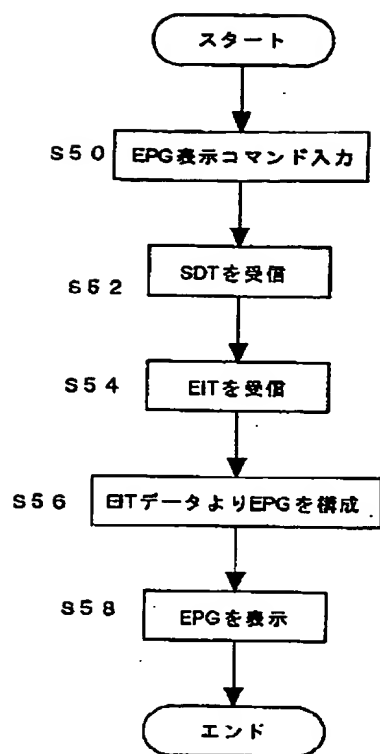 スタート
S50 EPG表示コマンド入力
S52 SDTを受信
S54 EITを受信
S56 EITデータよりEPGを構成
S58 EPGを表示
エンド